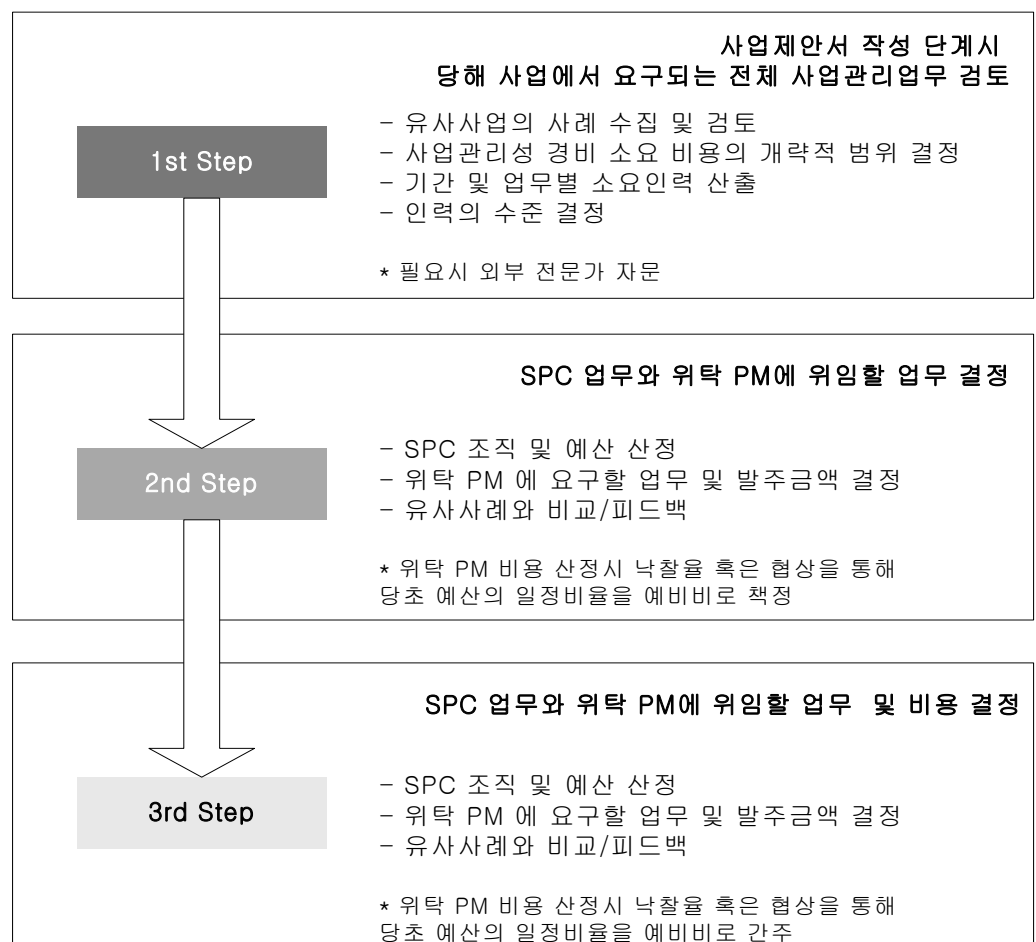 사업제안서 작성 단계시
당해 사업에서 요구되는 전체 사업관리업무 검토
1st Step
- 유사사업의 사례 수집 및 검토
- 사업관리성 경비 소요 비용의 개략적 범위 결정
- 기간 및 업무별 소요인력 산출
- 인력의 수준 결정
* 필요시 외부 전문가 자문
SPC 업무와 위탁 PM에 위임할 업무 결정
2nd Step
- SPC 조직 및 예산 산정
- 위탁 PM 에 요구할 업무 및 발주금액 결정
- 유사사례와 비교/피드백
* 위탁 PM 비용 산정시 낙찰율 혹은 협상을 통해
당초 예산의 일정비율을 예비비로 책정
SPC 업무와 위탁 PM에 위임할 업무 및 비용 결정
3rd Step
- SPC 조직 및 예산 산정
- 위탁 PM 에 요구할 업무 및 발주금액 결정
- 유사사례와 비교/피드백
* 위탁 PM 비용 산정시 낙찰율 혹은 협상을 통해
당초 예산의 일정비율을 예비비로 간주